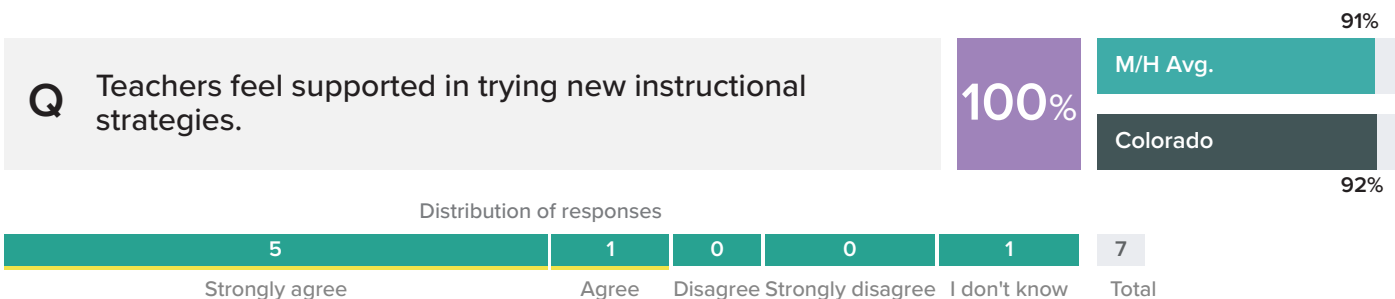 91%
Q Teachers feel supported in trying new instructional
strategies.
100%
M/H Avg.
Colorado
92%
Distribution of responses
5 1 0 0 1 7
Strongly agree Agree Disagree Strongly disagree I don't know Total